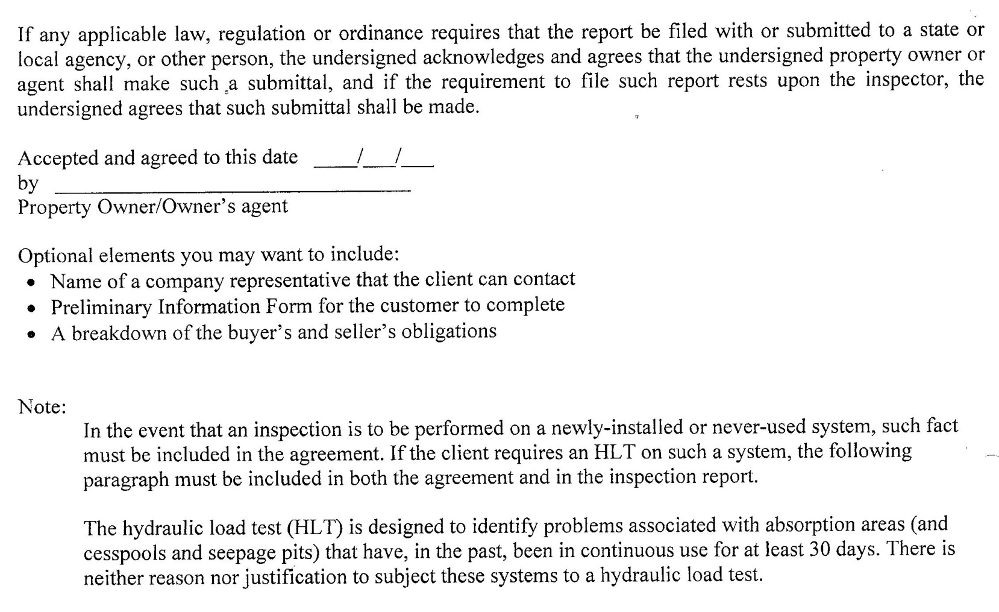 If any applicable law, regulation or ordinance requires that the report be filed with or submitted to a state or
local agency, or other person, the undersigned acknowledges and agrees that the undersigned property owner or
agent shall make such a submittal, and if the requirement to file such report rests upon the inspector, the
undersigned agrees that such submittal shall be made.
Accepted and agreed to this date ____/___/___
by ______________________________
Property Owner/Owner's agent
Optional elements you may want to include:
• Name of a company representative that the client can contact
• Preliminary Information Form for the customer to complete
• A breakdown of the buyer's and seller's obligations
Note:
In the event that an inspection is to be performed on a newly-installed or never-used system, such fact
must be included in the agreement. If the client requires an HLT on such a system, the following
paragraph must be included in both the agreement and in the inspection report.
The hydraulic load test (HLT) is designed to identify problems associated with absorption areas (and
cesspools and seepage pits) that have, in the past, been in continuous use for at least 30 days. There is
neither reason nor justification to subject these systems to a hydraulic load test.